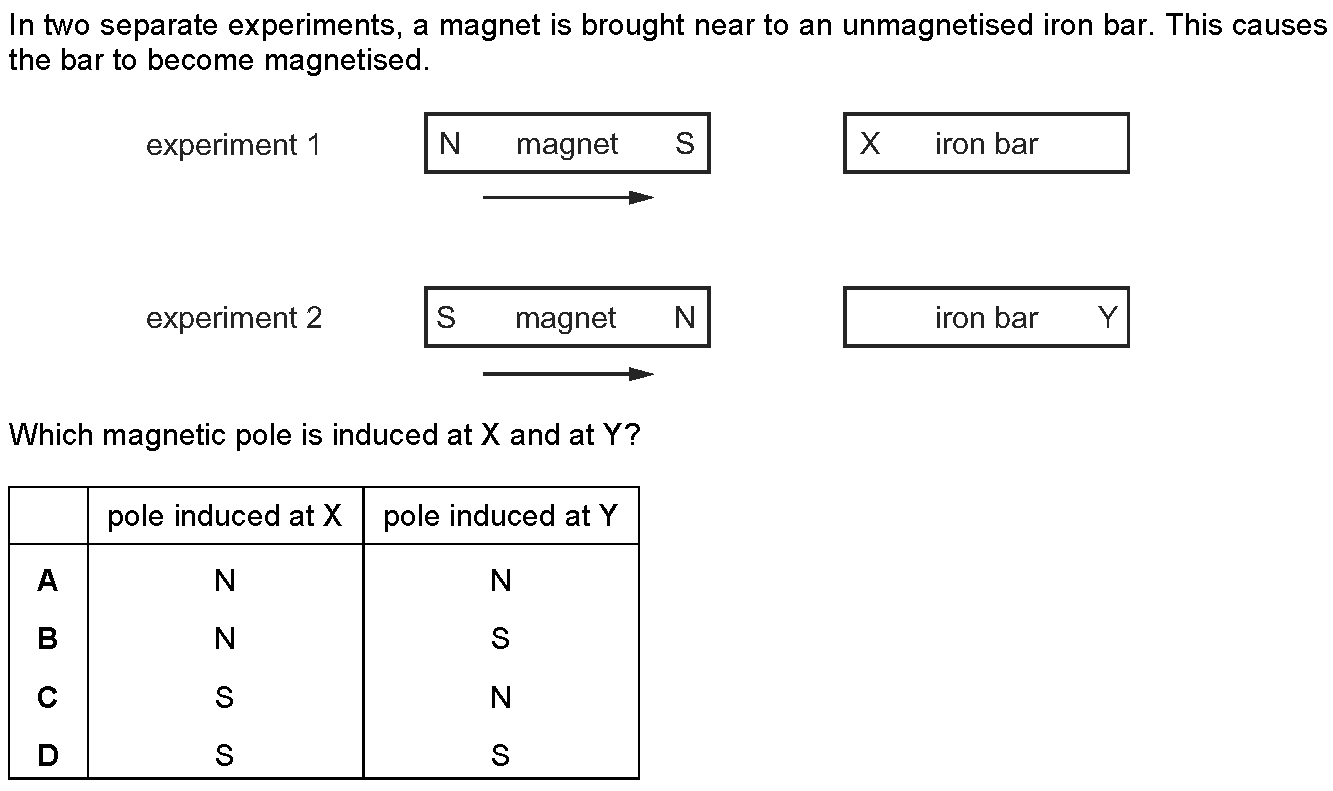 In two separate experiments, a magnet is brought near to an unmagnetised iron bar. This causes
the bar to become magnetised.
experiment 1 N magnet S X iron bar
experiment 2 S magnet N iron bar Y
Which magnetic pole is induced at X and at Y?
pole induced at X pole induced at Y
A N N
B N S
C S N
D S S